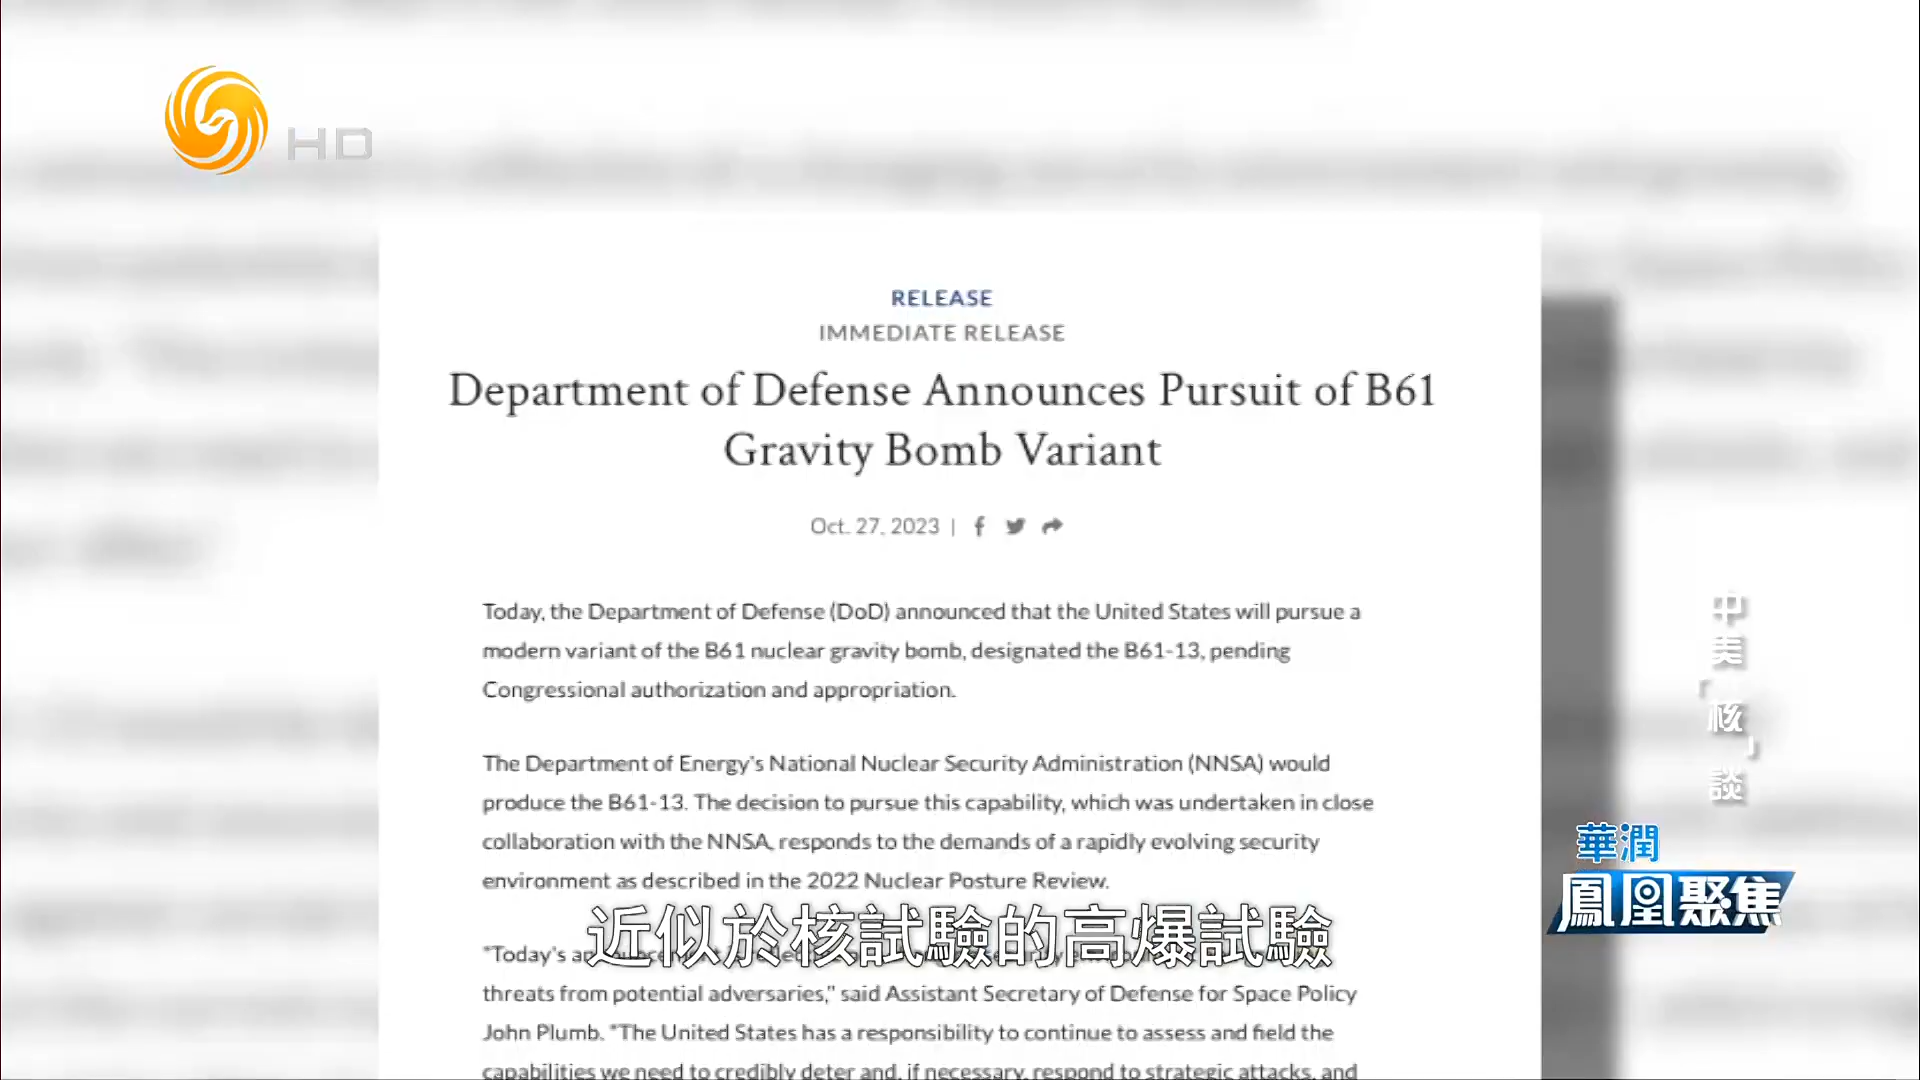 HD
RELEASE
IMMEDIATE RELEASE
Department of Defense Announces Pursuit of B61
Gravity Bomb Variant
Oct. 27, 2023 |
Today, the Department of Defense (DoD) announced that the United States will pursue a
modern variant of the B61 nuclear gravity bomb, designated the B61-13, pending
Congressional authorization and appropriation.
The Department of Energy's National Nuclear Security Administration (NNSA) would
produce the B61-13. The decision to pursue this capability, which was undertaken in close
collaboration with the NNSA, responds to the demands of a rapidly evolving security
environment as described in the 2022 Nuclear Posture Review.
"Today's
近似於核試驗的高爆試驗
threats from potential adversaries," said Assistant Secretary of Defense for Space Policy
John Plumb. "The United States has a responsibility to continue to assess and field the
capabilities we need to credibly deter and, if necessary, respond to strategic attacks, and
中美「核」談
華潤
鳳凰聚焦